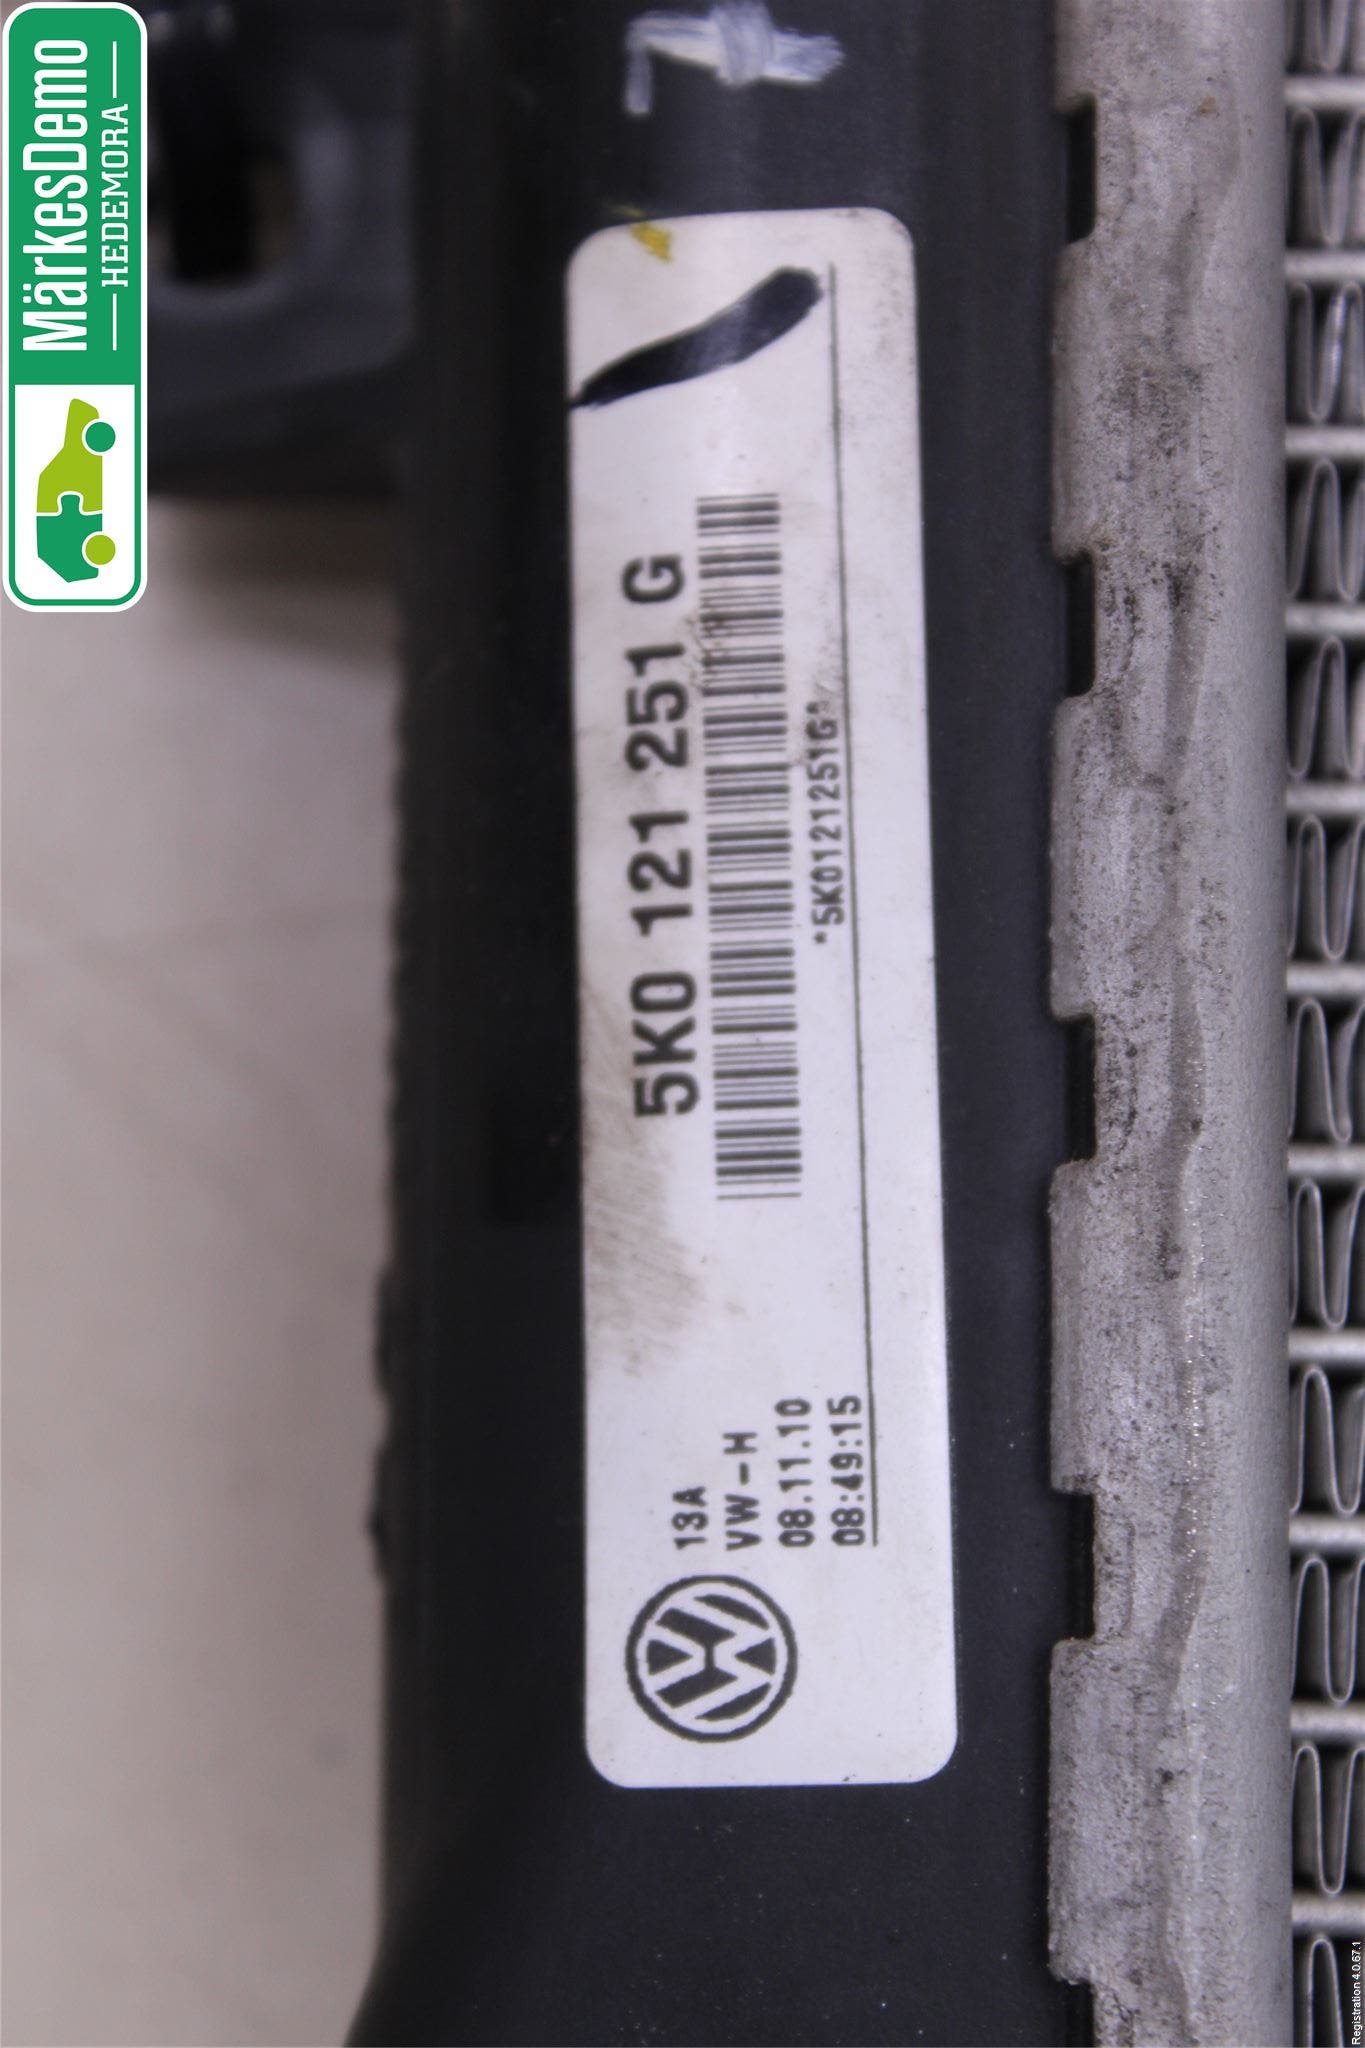 MärkesDemo
HEDEMORA
5K0 121 251 G
*5K0121251G*
13A
VW-H
08.11.10
08:49:15
Registration 4.0.67.1